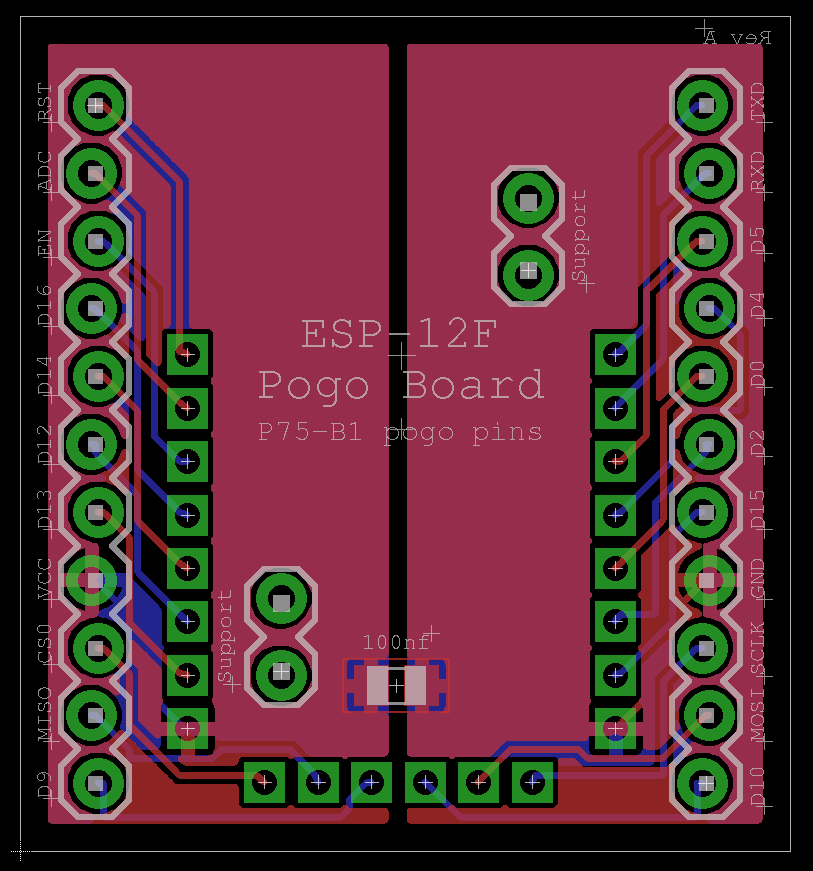 Rev A
RST
ADC
EN
D16
D14
D12
D13
VCC
CS0
MISO
D9
TXD
RXD
D5
D4
D0
D2
D15
GND
SCLK
MOSI
D10
Support
ESP-12F
Pogo Board
P75-B1 pogo pins
Support
100nf